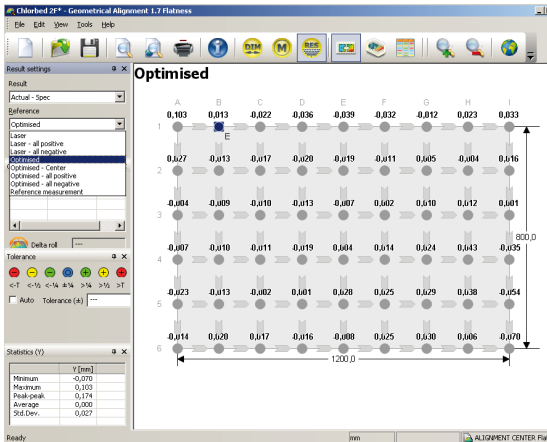 Chlorbed 2F* - Geometrical Alignment 1.7 Flatness
File Edit View Tools Help
DIM M RES
Result settings
Optimised
Result
Actual - Spec
Reference
Optimised
Laser
Laser - all positive
Laser - all negative
Optimised
Optimised - Center
Optimised - all positive
Optimised - all negative
Reference measurement
Delta roll ---
Tolerance
<-T <-½ <-¼ ±¼ >¼ >½ >T
Auto Tolerance (±) ---
Statistics (Y)
Y [mm]
Minimum -0,070
Maximum 0,103
Peak-peak 0,174
Average 0,000
Std.Dev. 0,027
A B C D E F G H I
0,103 0,013 -0,022 -0,036 -0,039 -0,032 -0,012 0,023 0,033
1
E
0,027 -0,013 -0,017 -0,020 -0,019 -0,011 0,005 -0,004 0,016
2
-0,004 -0,009 -0,010 -0,013 -0,007 0,002 0,010 0,012 0,001
3
800,0
-0,007 -0,010 -0,011 -0,019 0,004 0,014 0,024 -0,035
4
-0,023 -0,013 -0,002 0,001 0,028 0,025 0,029 0,038 -0,054
5
-0,014 0,020 -0,017 -0,016 -0,008 0,025 0,030 0,006 -0,070
6
1200,0
Ready mm ALIGNMENT CENTER Fla